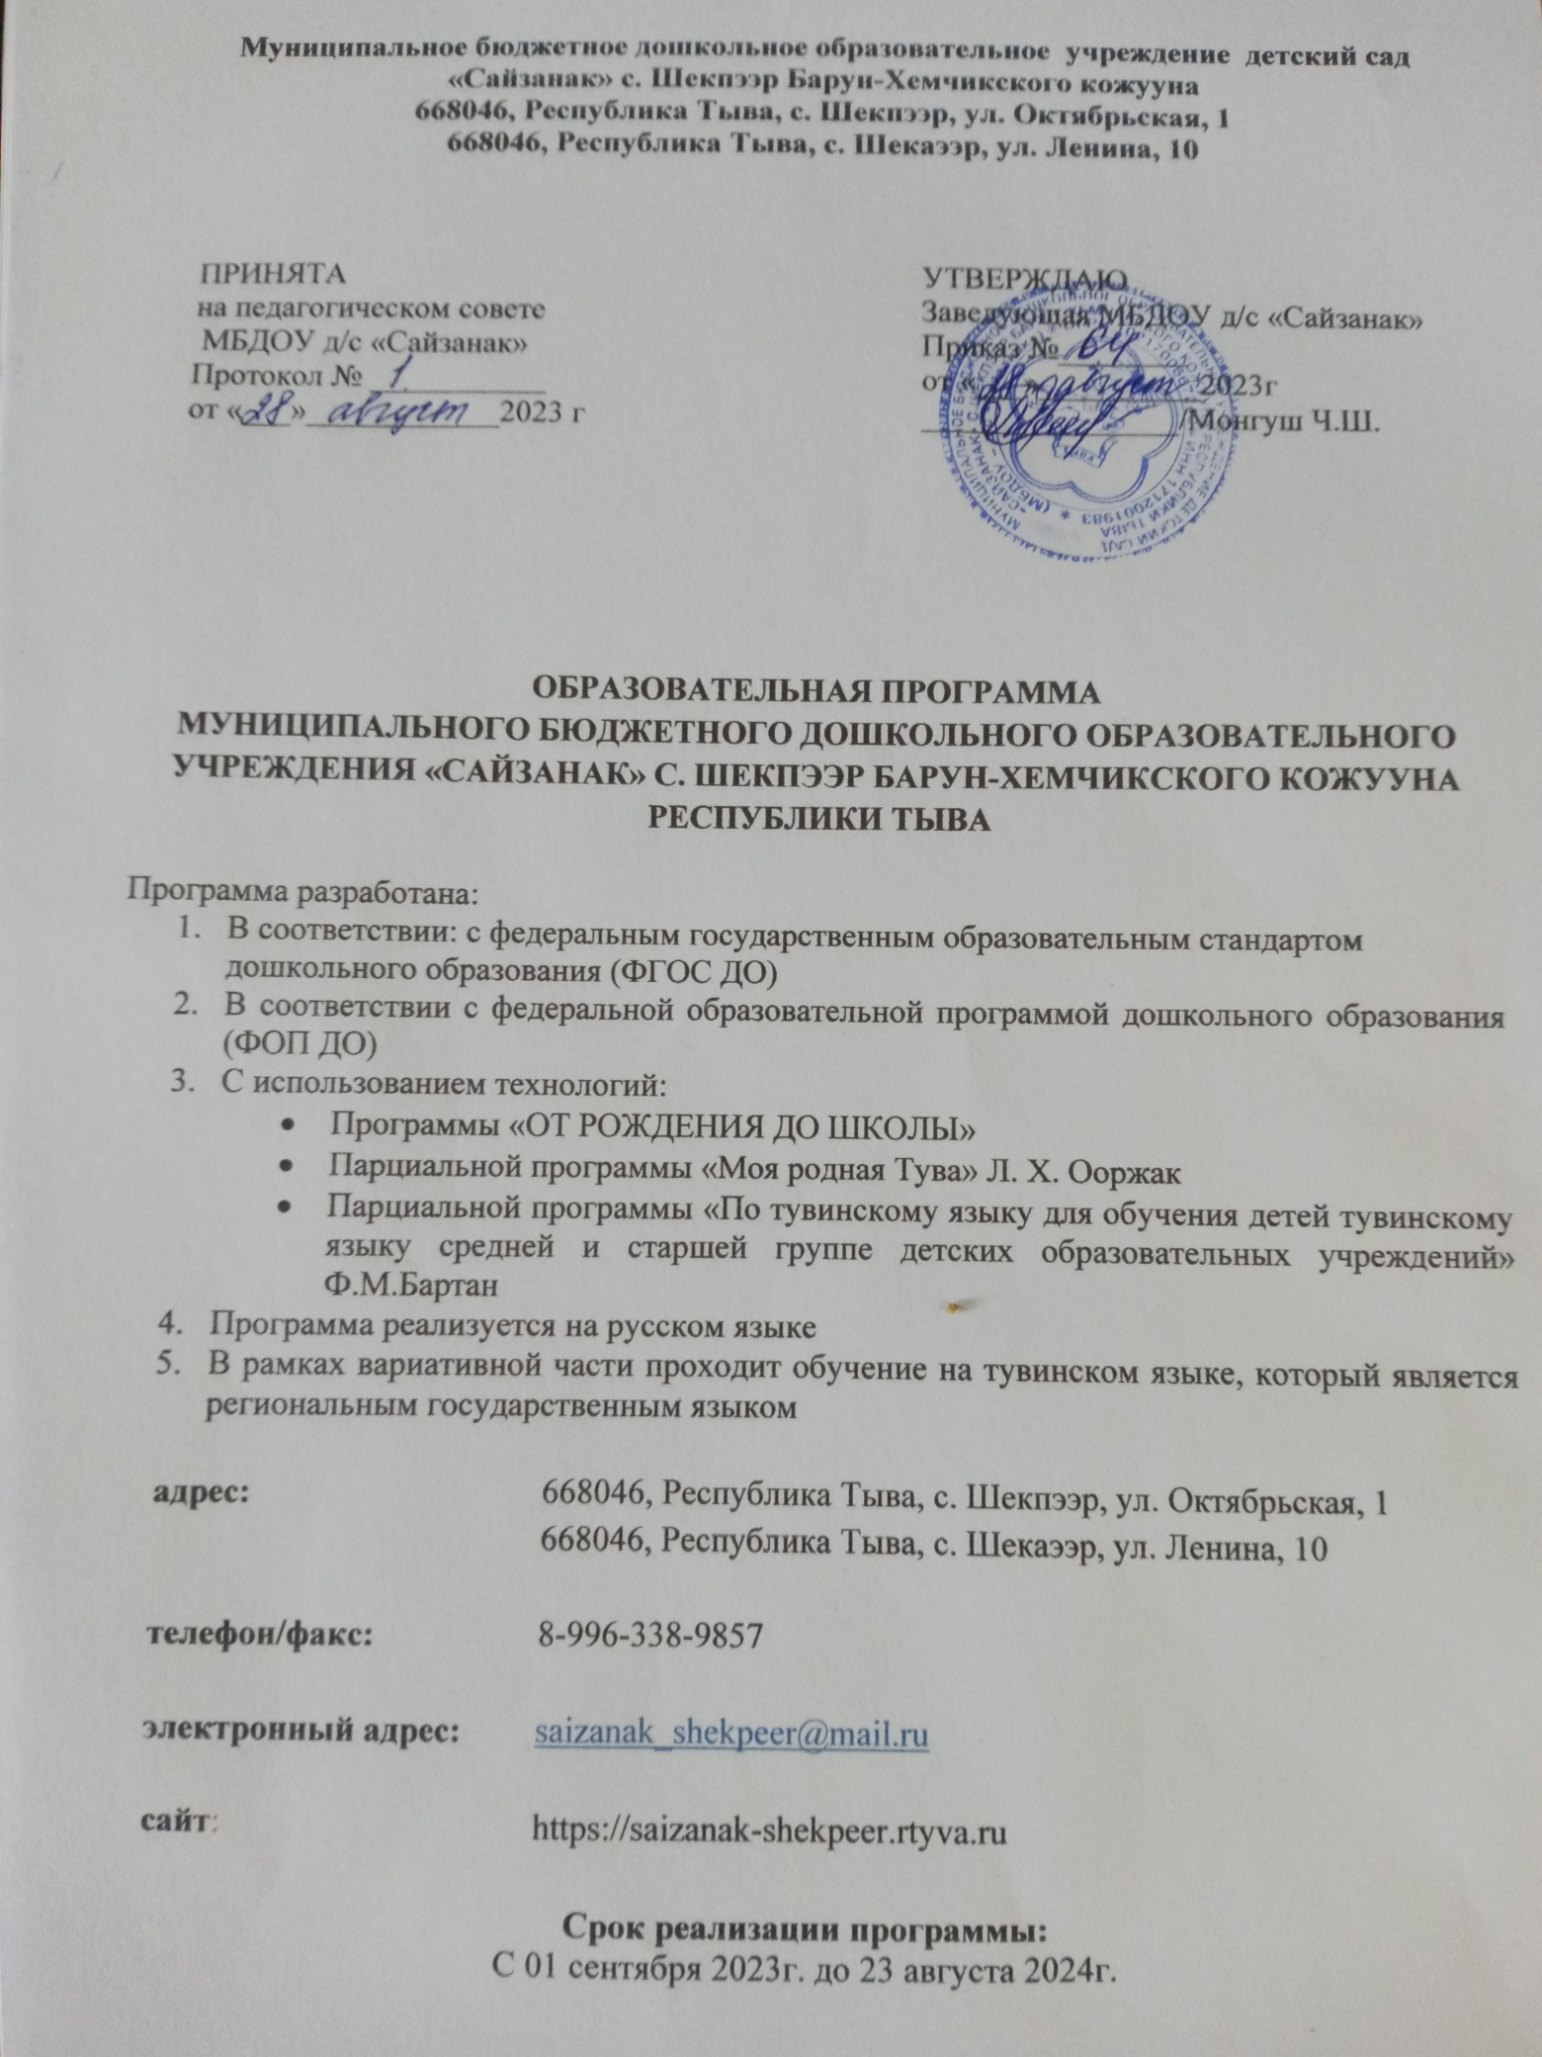 Муниципальное бюджетное дошкольное образовательное учреждение детский сад
«Сайзанак» с. Шекпээр Барун-Хемчикского кожууна
668046, Республика Тыва, с. Шекпээр, ул. Октябрьская, 1
668046, Республика Тыва, с. Шекаээр, ул. Ленина, 10
ПРИНЯТА
на педагогическом совете
МБДОУ д/с «Сайзанак»
Протокол № 1
от «28» август 2023 г
УТВЕРЖДАЮ
Заведующая МБДОУ д/с «Сайзанак»
Приказ № 64
от «28» август 2023г
/Монгуш Ч.Ш.
ИНН 1712001983
ОБРАЗОВАТЕЛЬНАЯ ПРОГРАММА
МУНИЦИПАЛЬНОГО БЮДЖЕТНОГО ДОШКОЛЬНОГО ОБРАЗОВАТЕЛЬНОГО
УЧРЕЖДЕНИЯ «САЙЗАНАК» С. ШЕКПЭЭР БАРУН-ХЕМЧИКСКОГО КОЖУУНА
РЕСПУБЛИКИ ТЫВА
Программа разработана:
1. В соответствии: с федеральным государственным образовательным стандартом
дошкольного образования (ФГОС ДО)
2. В соответствии с федеральной образовательной программой дошкольного образования
(ФОП ДО)
3. С использованием технологий:
• Программы «ОТ РОЖДЕНИЯ ДО ШКОЛЫ»
• Парциальной программы «Моя родная Тува» Л. Х. Ооржак
• Парциальной программы «По тувинскому языку для обучения детей тувинскому
языку средней и старшей группе детских образовательных учреждений»
Ф.М.Бартан
4. Программа реализуется на русском языке
5. В рамках вариативной части проходит обучение на тувинском языке, который является
региональным государственным языком
адрес: 668046, Республика Тыва, с. Шекпээр, ул. Октябрьская, 1
668046, Республика Тыва, с. Шекаээр, ул. Ленина, 10
телефон/факс: 8-996-338-9857
электронный адрес: saizanak_shekpeer@mail.ru
сайт: https://saizanak-shekpeer.rtyva.ru
Срок реализации программы:
С 01 сентября 2023г. до 23 августа 2024г.